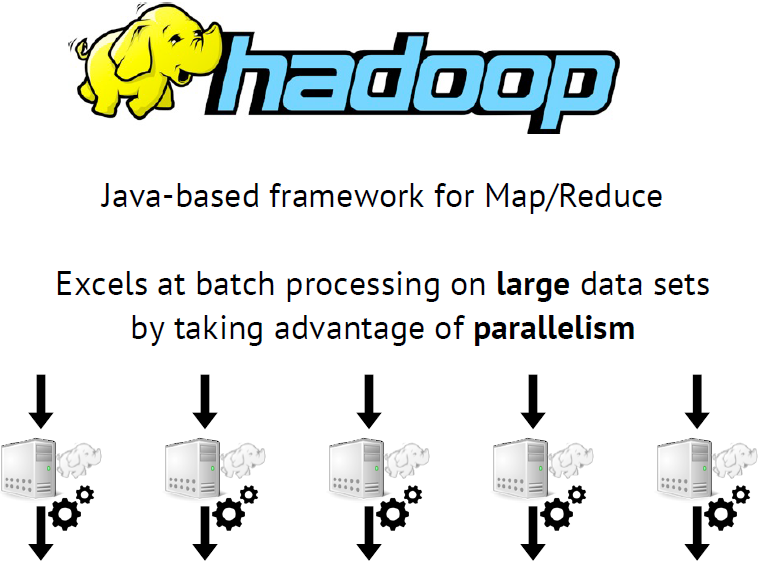 hadoop
Java-based framework for Map/Reduce
Excels at batch processing on large data sets
by taking advantage of parallelism